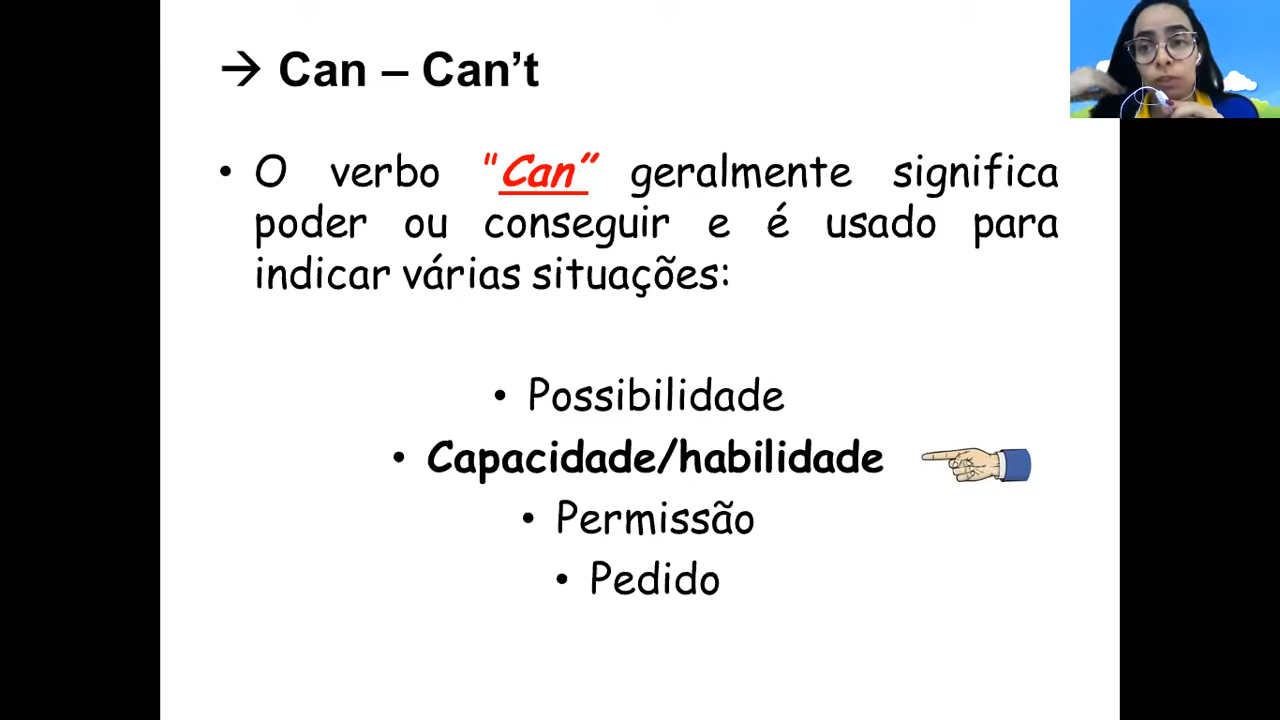 → Can – Can’t
• O verbo "Can” geralmente significa
poder ou conseguir e é usado para
indicar várias situações:
• Possibilidade
• Capacidade/habilidade
• Permissão
• Pedido